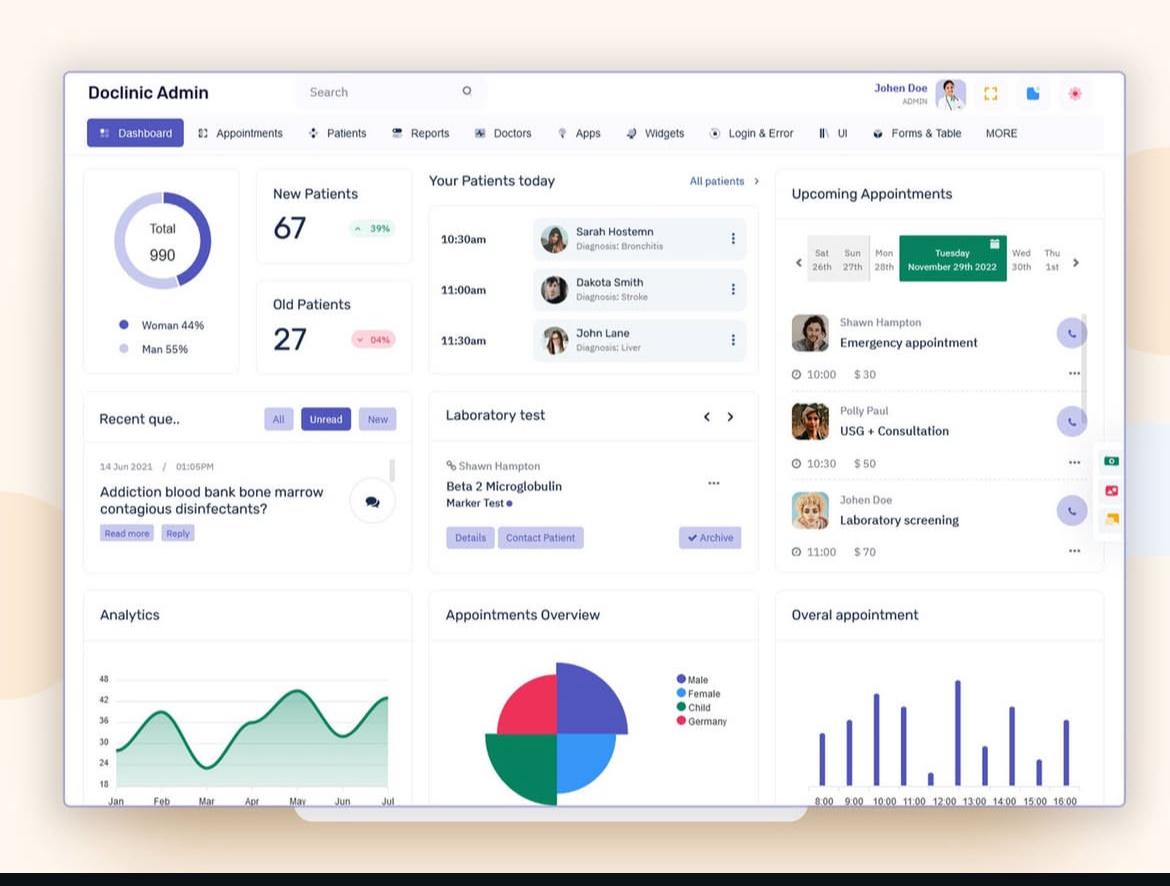 Doclinic Admin
Search
Johen Doe
ADMIN
Dashboard
Appointments
Patients
Reports
Doctors
Apps
Widgets
Login & Error
UI
Forms & Table
MORE
Total
990
Woman 44%
Man 55%
New Patients
67
39%
Old Patients
27
04%
Your Patients today
All patients
10:30am
Sarah Hostemn
Diagnosis: Bronchitis
11:00am
Dakota Smith
Diagnosis: Stroke
11:30am
John Lane
Diagnosis: Liver
Upcoming Appointments
Sat
26th
Sun
27th
Mon
28th
Tuesday
November 29th 2022
Wed
30th
Thu
1st
Shawn Hampton
Emergency appointment
10:00 $ 30
Polly Paul
USG + Consultation
10:30 $ 50
Johen Doe
Laboratory screening
11:00 $ 70
Recent que..
All
Unread
New
14 Jun 2021 / 01:05PM
Addiction blood bank bone marrow
contagious disinfectants?
Read more
Reply
Laboratory test
Shawn Hampton
Beta 2 Microglobulin
Marker Test
Details
Contact Patient
Archive
Analytics
48
42
36
30
24
18
Jan Feb Mar Apr May Jun Jul
Appointments Overview
Male
Female
Child
Germany
Overal appointment
8:00 9:00 10:00 11:00 12:00 13:00 14:00 15:00 16:00